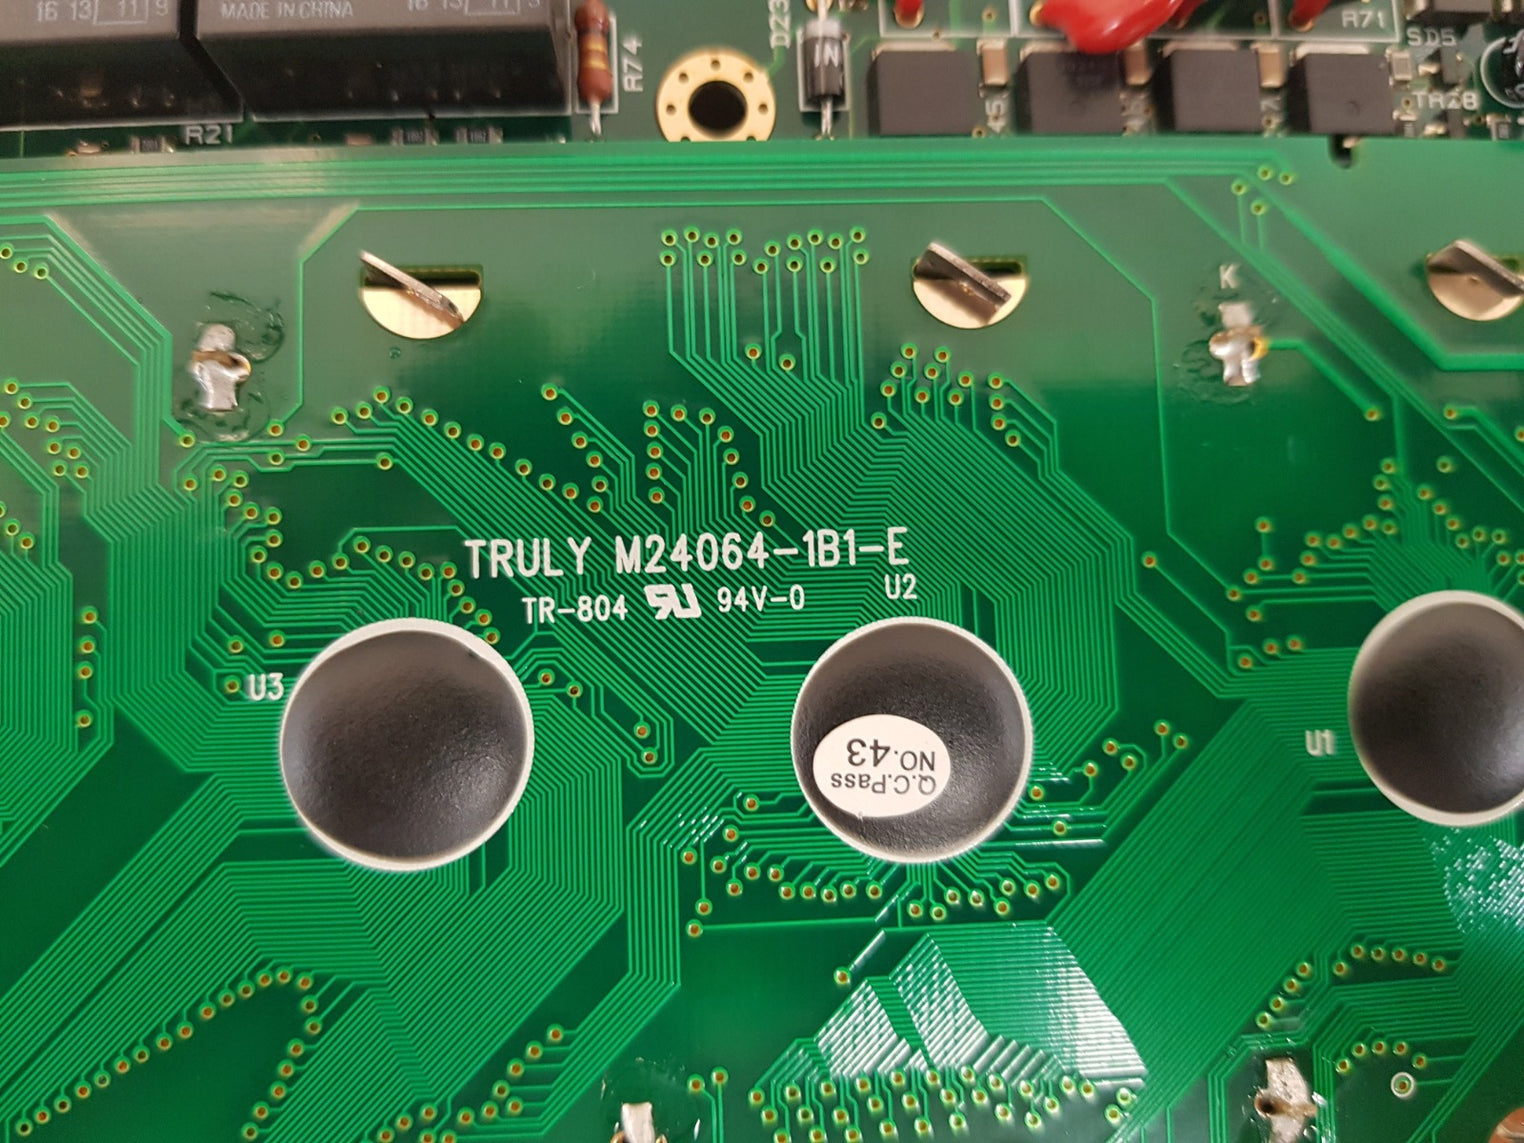 16 13 11 9
MADE IN CHINA
16 13 11 9
R21
R74
D23
IN
R71
SD5
TR28
K
TRULY M24064-1B1-E
TR-804 94V-0
U2
U3
U1
Q.C.Pass
NO.43